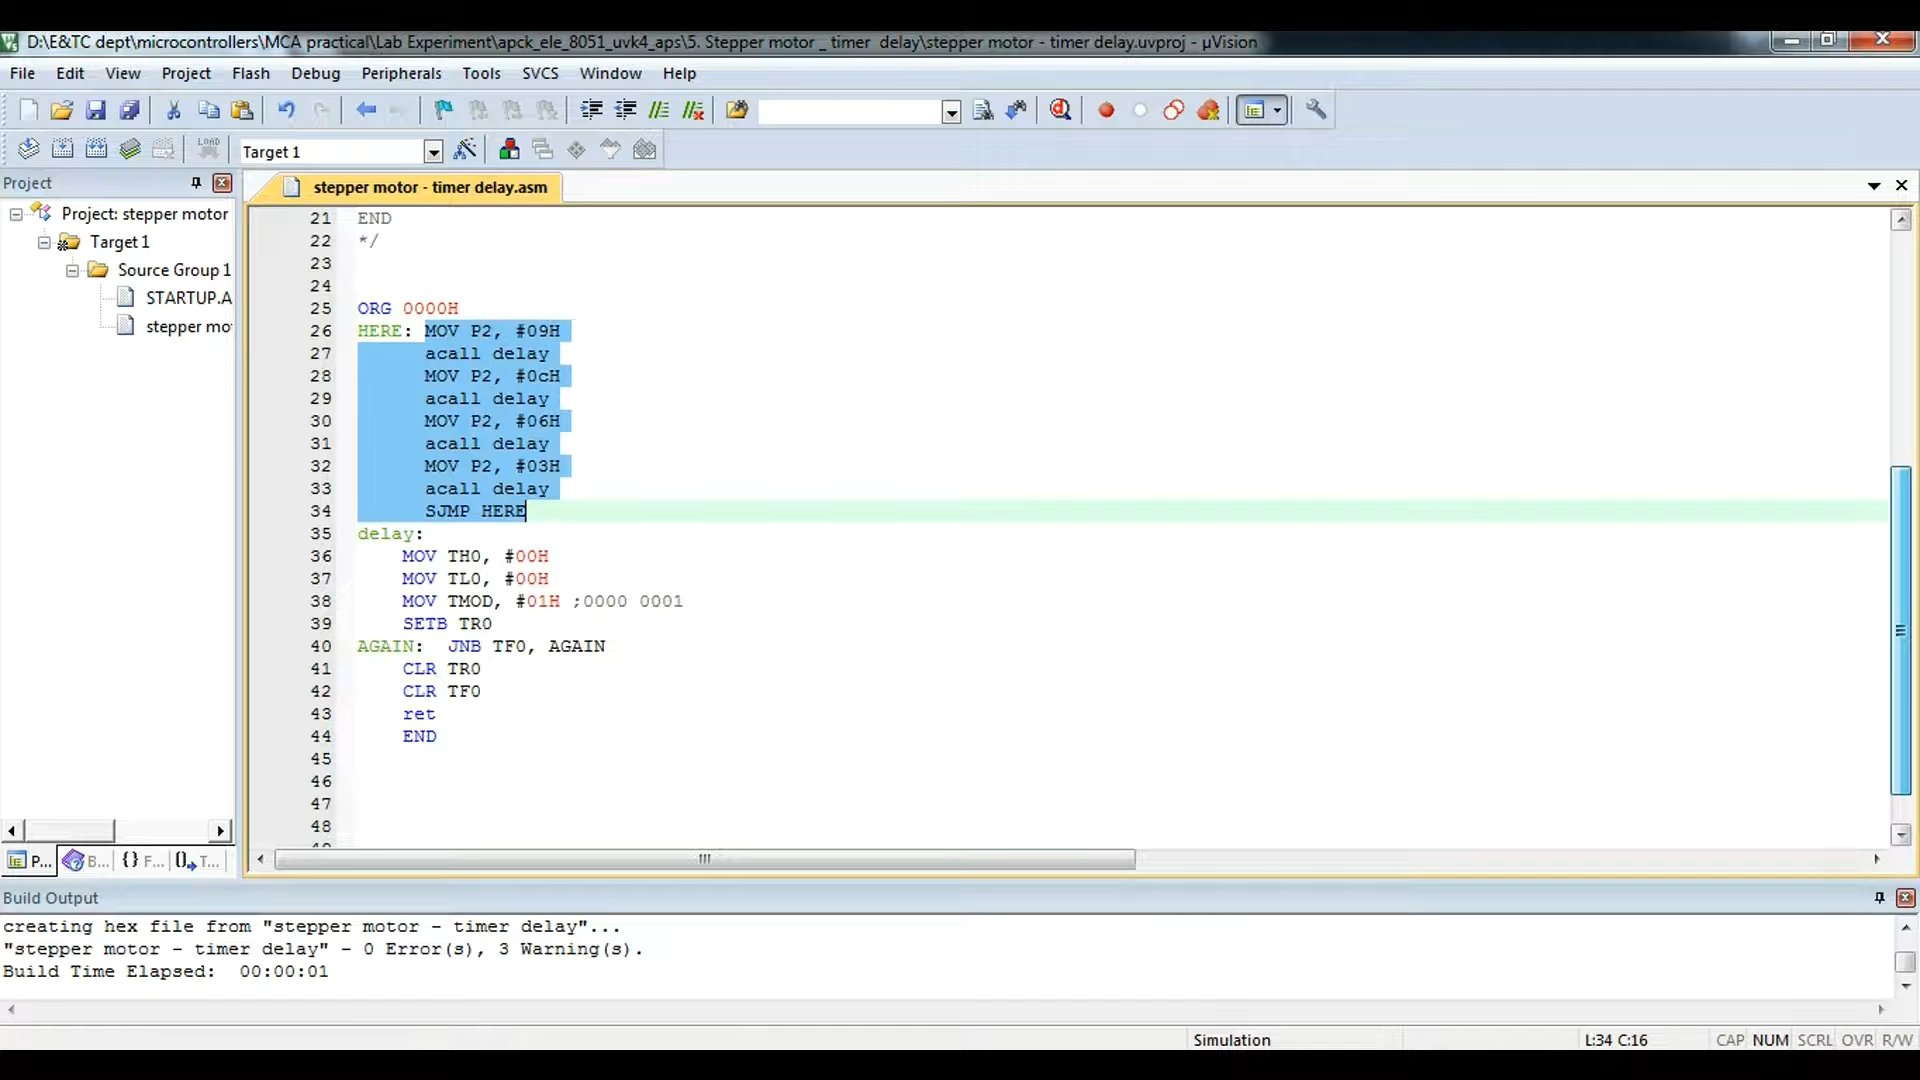 D:\E&TC dept\microcontrollers\MCA practical\Lab Experiment\apck_ele_8051_uvk4_aps\5. Stepper motor _ timer  delay\stepper motor - timer delay.uvproj - µVision
File Edit View Project Flash Debug Peripherals Tools SVCS Window Help
LOAD Target 1
Project
stepper motor - timer delay.asm
Project: stepper motor
Target 1
Source Group 1
STARTUP.A
stepper mo
21 END
22 */
23
24
25 ORG 0000H
26 HERE: MOV P2, #09H
27 acall delay
28 MOV P2, #0cH
29 acall delay
30 MOV P2, #06H
31 acall delay
32 MOV P2, #03H
33 acall delay
34 SJMP HERE
35 delay:
36 MOV TH0, #00H
37 MOV TL0, #00H
38 MOV TMOD, #01H ;0000 0001
39 SETB TR0
40 AGAIN:  JNB TF0, AGAIN
41 CLR TR0
42 CLR TF0
43 ret
44 END
45
46
47
48
P... B... {} F... T...
Build Output
creating hex file from "stepper motor - timer delay"...
"stepper motor - timer delay" - 0 Error(s), 3 Warning(s).
Build Time Elapsed:  00:00:01
Simulation L:34 C:16 CAP NUM SCRL OVR R/W